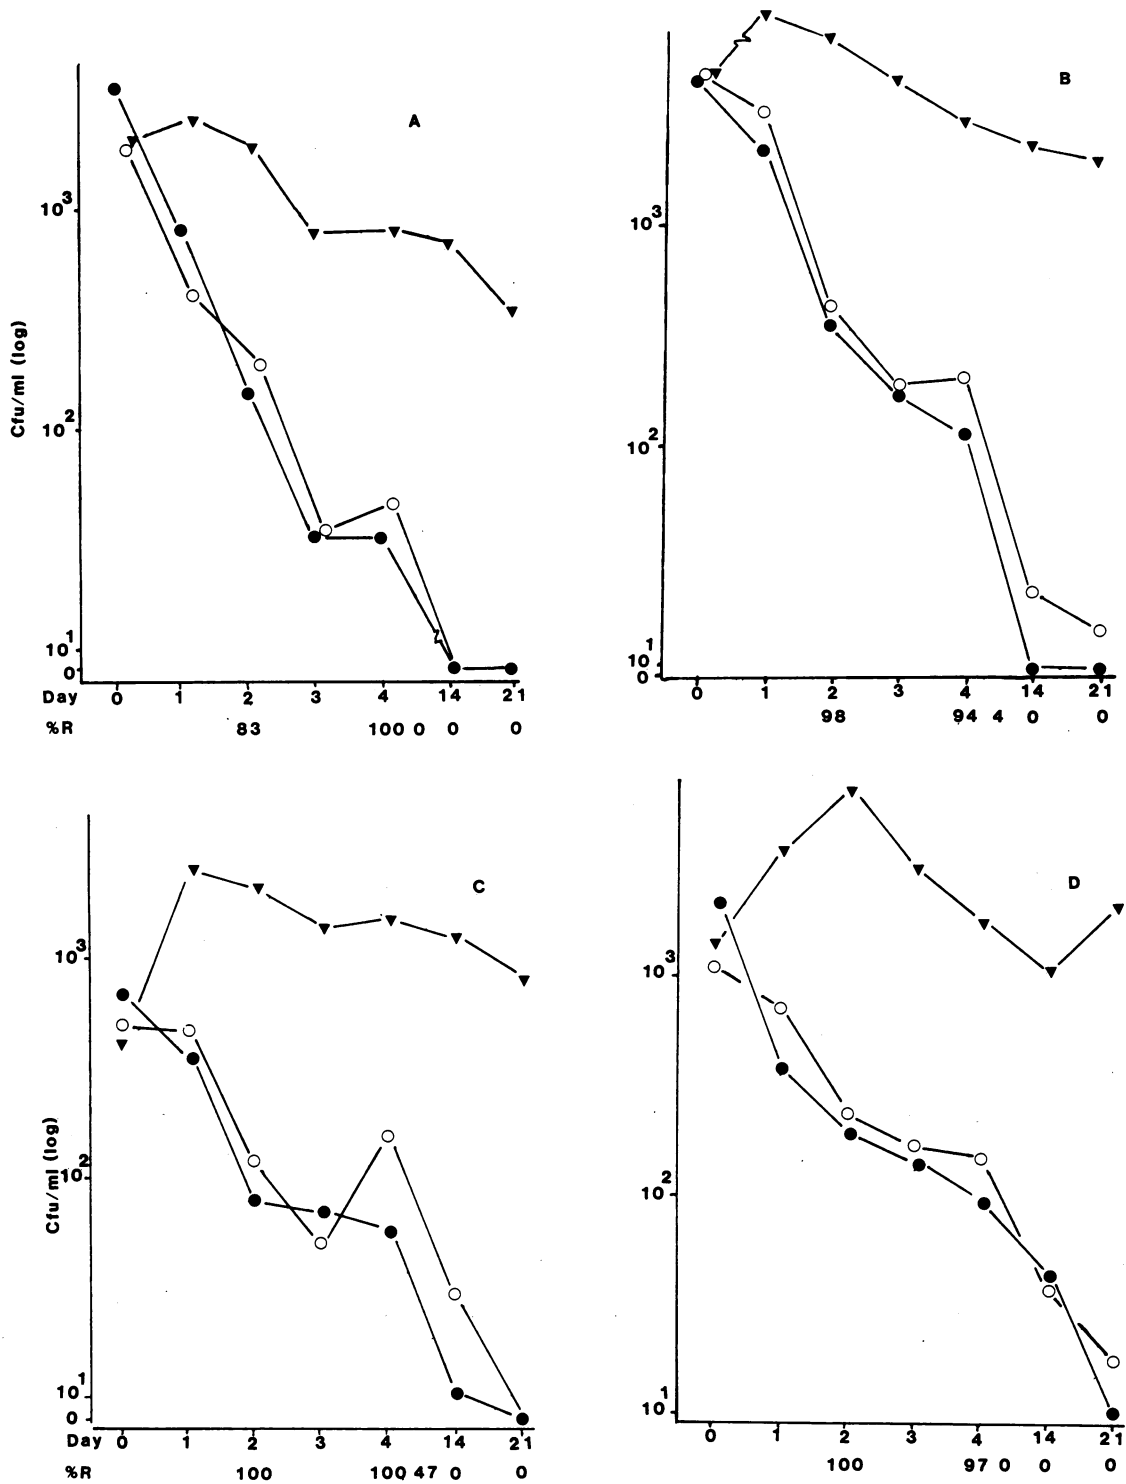 A
10³
10²
10¹
0
Cfu/ml (log)
Day 0 1 2 3 4 14 21
%R 83 100 0 0 0
B
10³
10²
10¹
0
0 1 2 3 4 14 21
98 94 4 0 0
C
10³
10²
10¹
0
Cfu/ml (log)
Day 0 1 2 3 4 14 21
%R 100 100 47 0 0
D
10³
10²
10¹
0 1 2 3 4 14 21
100 97 0 0 0